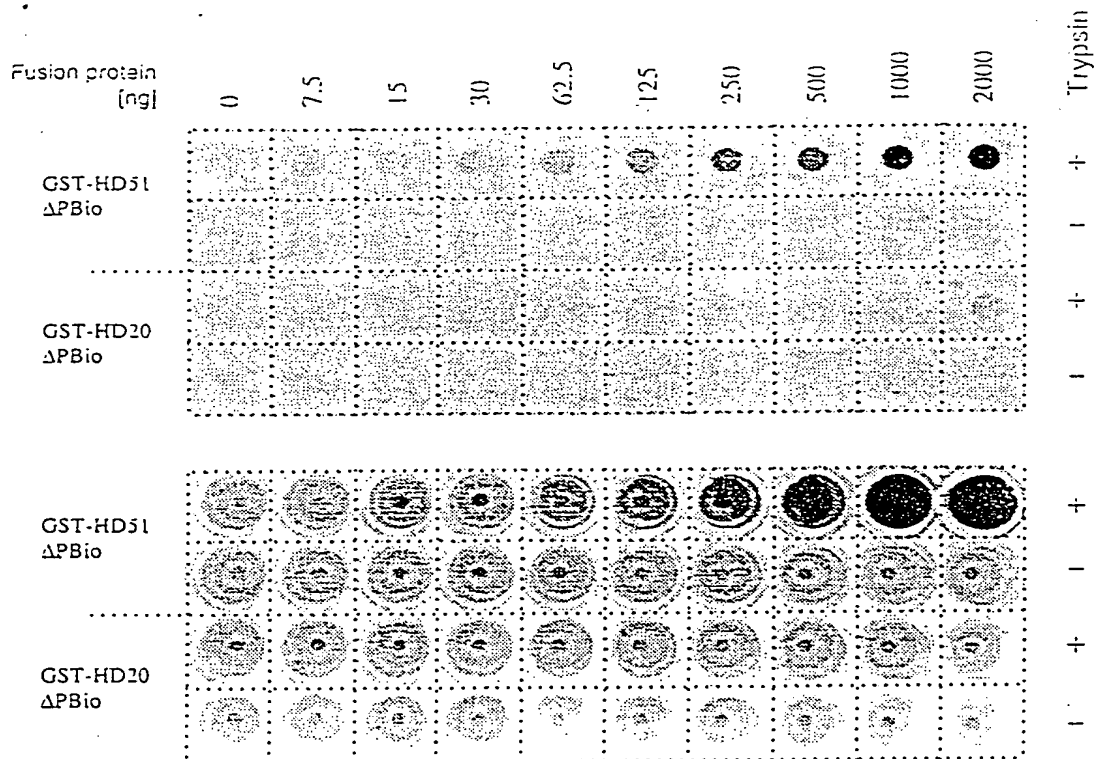 Fusion protein
[ng]
0 7.5 15 30 62.5 125 250 500 1000 2000
Trypsin
GST-HD51
ΔPBio
+
−
GST-HD20
ΔPBio
+
−
GST-HD51
ΔPBio
+
−
GST-HD20
ΔPBio
+
−